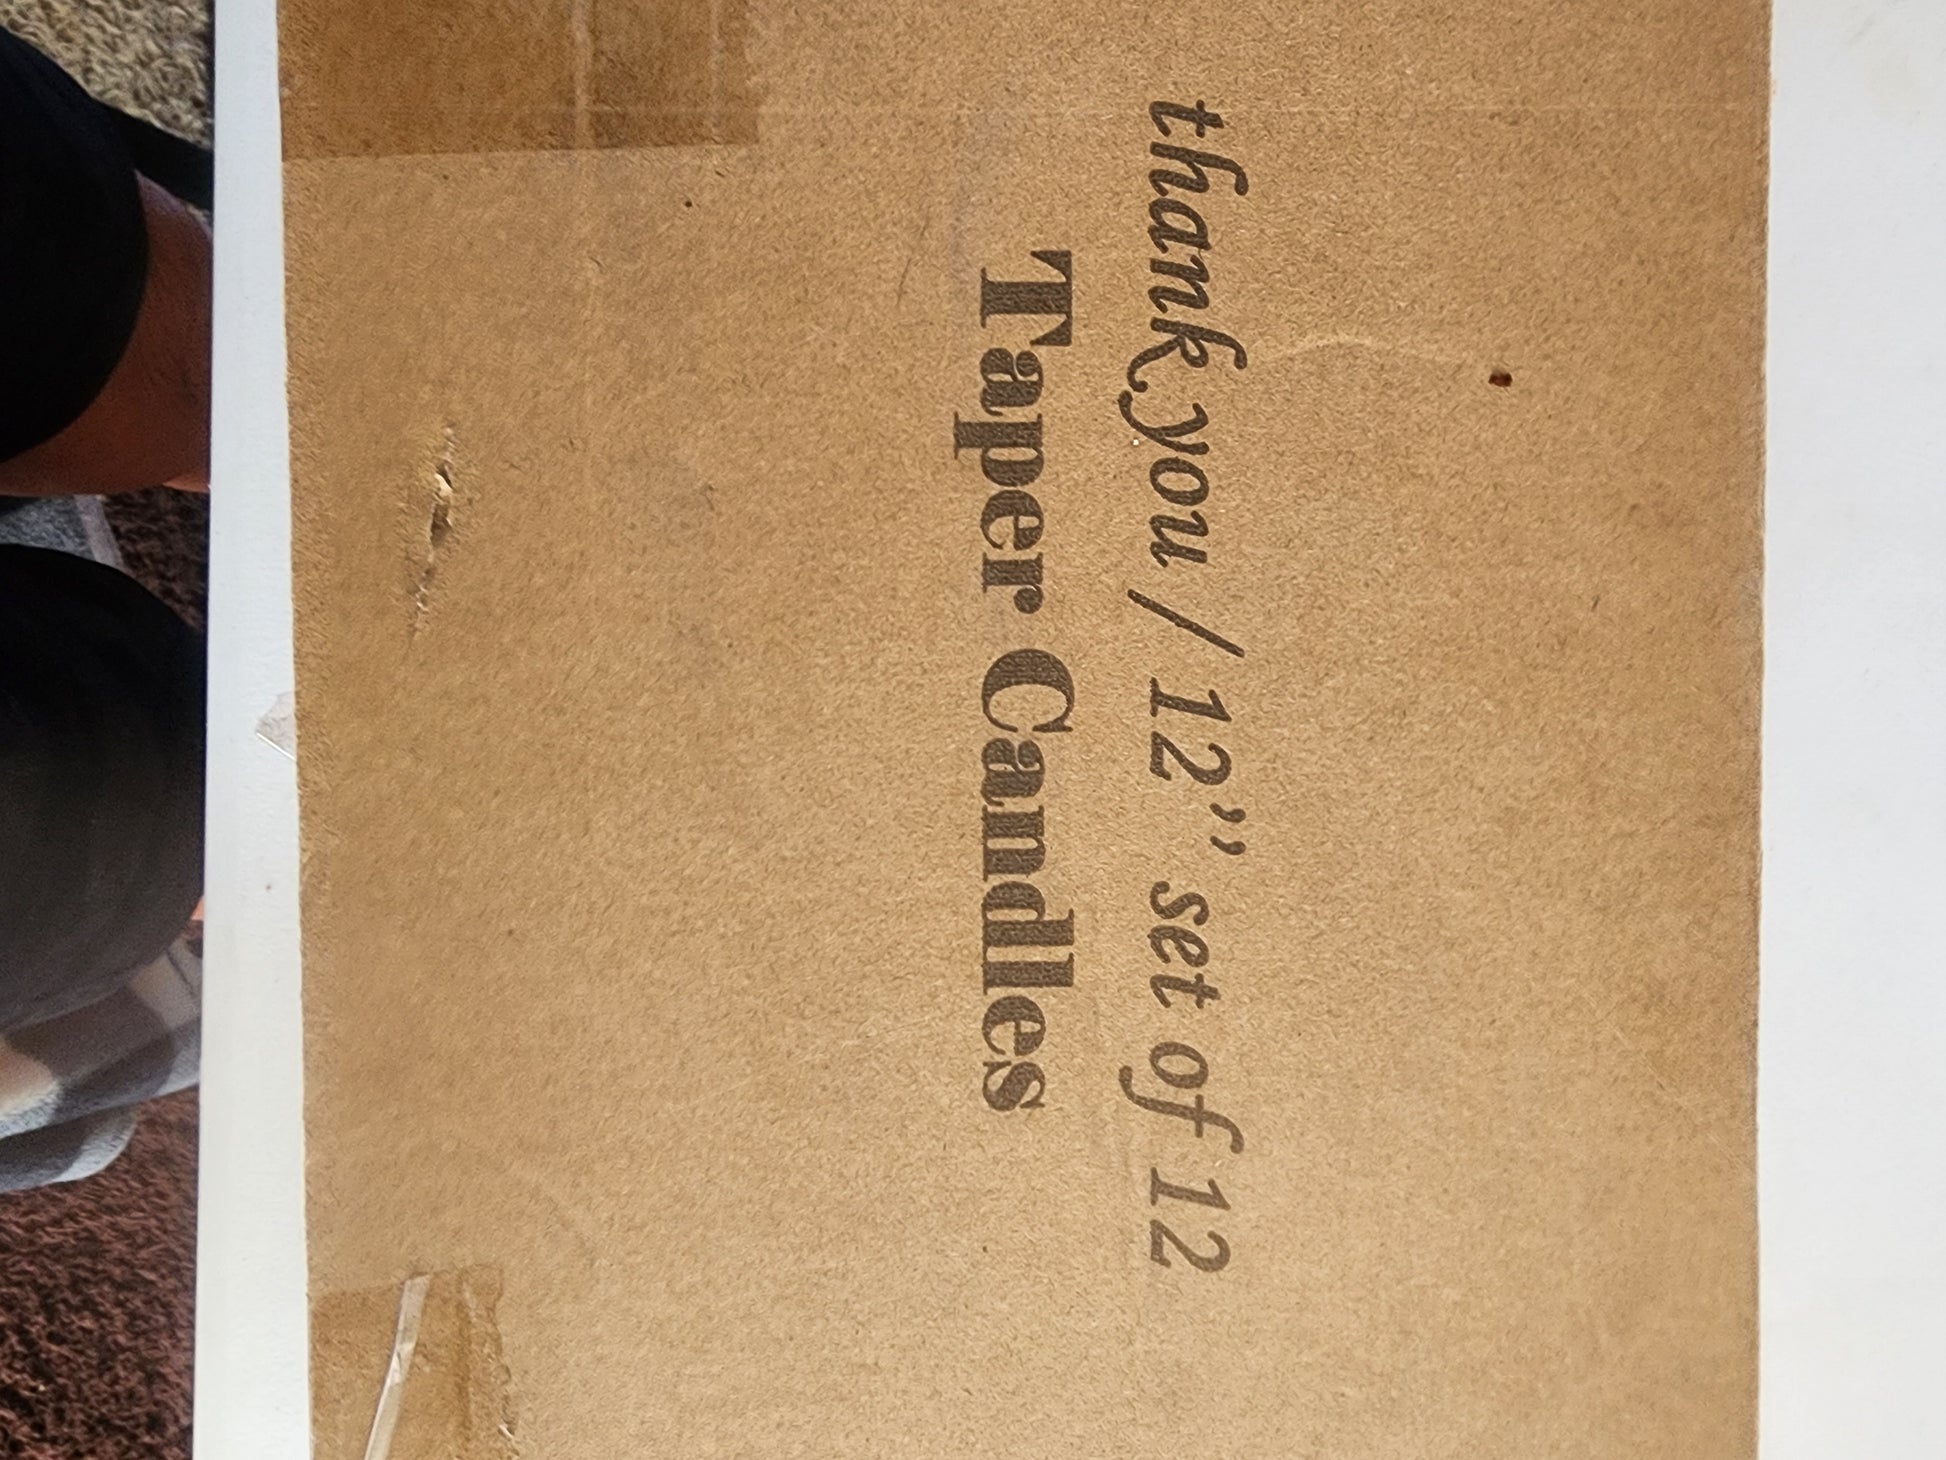 thank you / 12’’ set of 12
Taper Candles